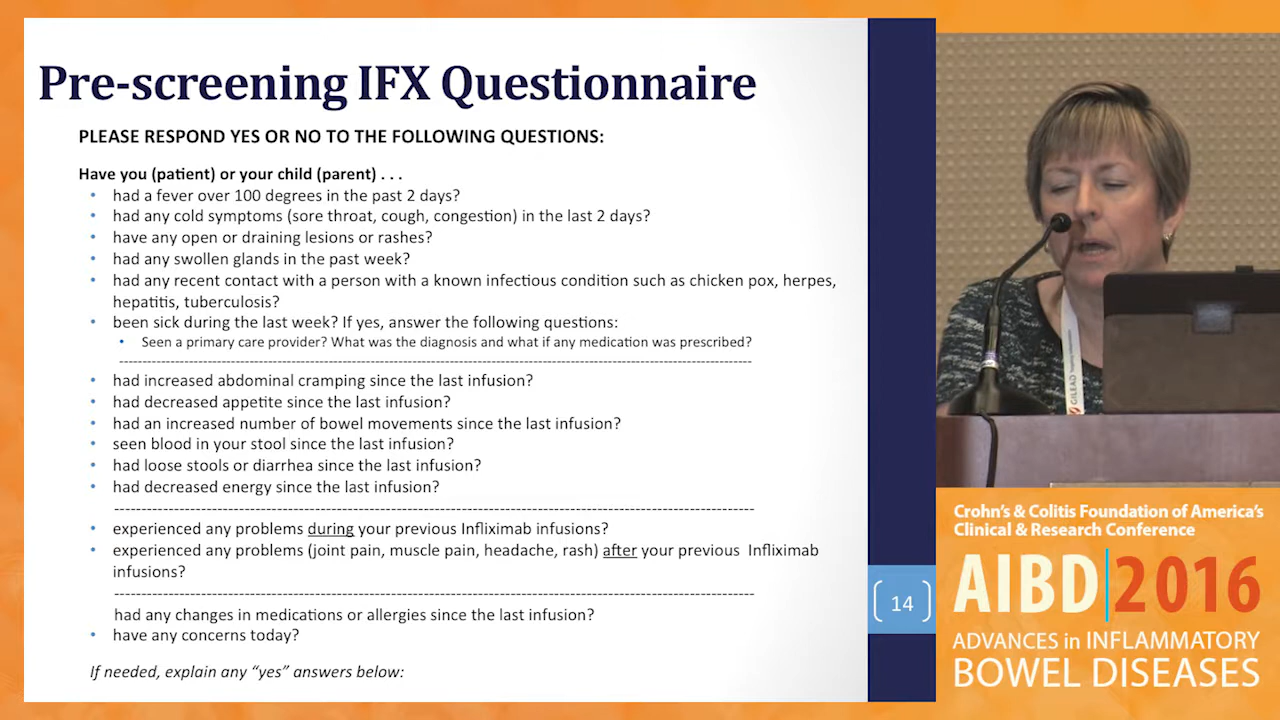 Pre-screening IFX Questionnaire
PLEASE RESPOND YES OR NO TO THE FOLLOWING QUESTIONS:
Have you (patient) or your child (parent) . . .
• had a fever over 100 degrees in the past 2 days?
• had any cold symptoms (sore throat, cough, congestion) in the last 2 days?
• have any open or draining lesions or rashes?
• had any swollen glands in the past week?
• had any recent contact with a person with a known infectious condition such as chicken pox, herpes,
hepatitis, tuberculosis?
• been sick during the last week? If yes, answer the following questions:
• Seen a primary care provider? What was the diagnosis and what if any medication was prescribed?
• had increased abdominal cramping since the last infusion?
• had decreased appetite since the last infusion?
• had an increased number of bowel movements since the last infusion?
• seen blood in your stool since the last infusion?
• had loose stools or diarrhea since the last infusion?
• had decreased energy since the last infusion?
• experienced any problems during your previous Infliximab infusions?
• experienced any problems (joint pain, muscle pain, headache, rash) after your previous Infliximab
infusions?
had any changes in medications or allergies since the last infusion?
• have any concerns today?
If needed, explain any “yes” answers below:
14
GILEAD
Crohn's & Colitis Foundation of America's
Clinical & Research Conference
AIBD|2016
ADVANCES in INFLAMMATORY
BOWEL DISEASES